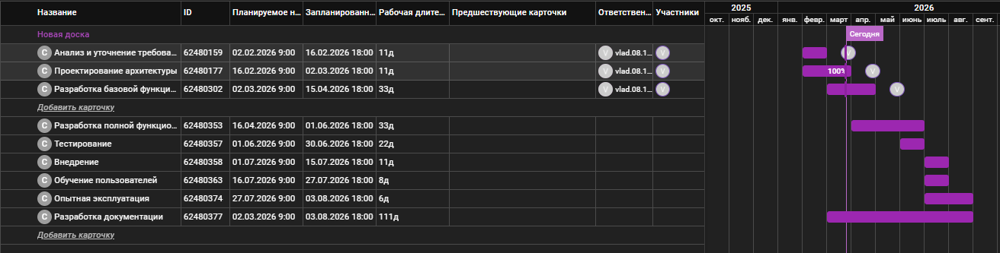 Название ID Планируемое н... Запланированн... Рабочая длите... Предшествующие карточки Ответствен... Участники 2025 2026
окт. нояб. дек. янв. февр. март апр. май июнь июль авг. сент.
Новая доска Сегодня
C Анализ и уточнение требова... 62480159 02.02.2026 9:00 16.02.2026 18:00 11д V vlad.08.1... V V
C Проектирование архитектуры 62480177 16.02.2026 9:00 02.03.2026 18:00 11д V vlad.08.1... V 100% V
C Разработка базовой функци... 62480302 02.03.2026 9:00 15.04.2026 18:00 33д V vlad.08.1... V V
Добавить карточку
C Разработка полной функцио... 62480353 16.04.2026 9:00 01.06.2026 18:00 33д
C Тестирование 62480357 01.06.2026 9:00 30.06.2026 18:00 22д
C Внедрение 62480358 01.07.2026 9:00 15.07.2026 18:00 11д
C Обучение пользователей 62480363 16.07.2026 9:00 27.07.2026 18:00 8д
C Опытная эксплуатация 62480374 27.07.2026 9:00 03.08.2026 18:00 6д
C Разработка документации 62480377 02.03.2026 9:00 03.08.2026 18:00 111д
Добавить карточку